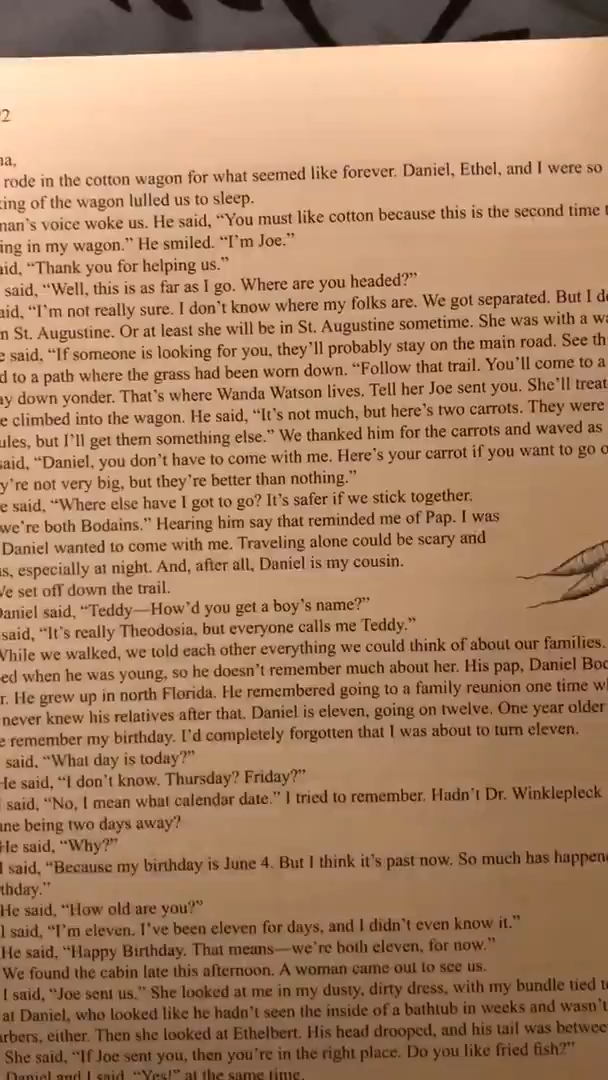 2
na,
rode in the cotton wagon for what seemed like forever. Daniel, Ethel, and I were so
king of the wagon lulled us to sleep.
nan's voice woke us. He said, “You must like cotton because this is the second time
ing in my wagon.” He smiled. “I'm Joe.”
aid, “Thank you for helping us.”
said, “Well, this is as far as I go. Where are you headed?”
aid, “I'm not really sure. I don't know where my folks are. We got separated. But I d
n St. Augustine. Or at least she will be in St. Augustine sometime. She was with a w
e said, “If someone is looking for you, they'll probably stay on the main road. See th
d to a path where the grass had been worn down. “Follow that trail. You'll come to a
ay down yonder. That's where Wanda Watson lives. Tell her Joe sent you. She'll treat
e climbed into the wagon. He said, “It's not much, but here's two carrots. They were
ules, but I'll get them something else.” We thanked him for the carrots and waved as
said, “Daniel, you don't have to come with me. Here's your carrot if you want to go o
y're not very big, but they're better than nothing.”
e said, “Where else have I got to go? It's safer if we stick together.
we're both Bodains.” Hearing him say that reminded me of Pap. I was
Daniel wanted to come with me. Traveling alone could be scary and
s, especially at night. And, after all, Daniel is my cousin.
We set off down the trail.
Daniel said, “Teddy—How'd you get a boy's name?”
said, “It's really Theodosia, but everyone calls me Teddy.”
While we walked, we told each other everything we could think of about our families.
ed when he was young, so he doesn't remember much about her. His pap, Daniel Bo
r. He grew up in north Florida. He remembered going to a family reunion one time w
never knew his relatives after that. Daniel is eleven, going on twelve. One year older
e remember my birthday. I'd completely forgotten that I was about to turn eleven.
said, “What day is today?”
He said, “I don't know. Thursday? Friday?”
I said, “No, I mean what calendar date.” I tried to remember. Hadn't Dr. Winklepleck
une being two days away?
He said, “Why?”
I said, “Because my birthday is June 4. But I think it's past now. So much has happen
thday.”
He said, “How old are you?”
I said, “I'm eleven. I've been eleven for days, and I didn't even know it.”
He said, “Happy Birthday. That means—we're both eleven, for now.”
We found the cabin late this afternoon. A woman came out to see us.
I said, “Joe sent us.” She looked at me in my dusty, dirty dress, with my bundle tied t
at Daniel, who looked like he hadn't seen the inside of a bathtub in weeks and wasn't
arbers, either. Then she looked at Ethelbert. His head drooped, and his tail was betwe
She said, “If Joe sent you, then you're in the right place. Do you like fried fish?”
Daniel and I said, “Yes!” at the same time.